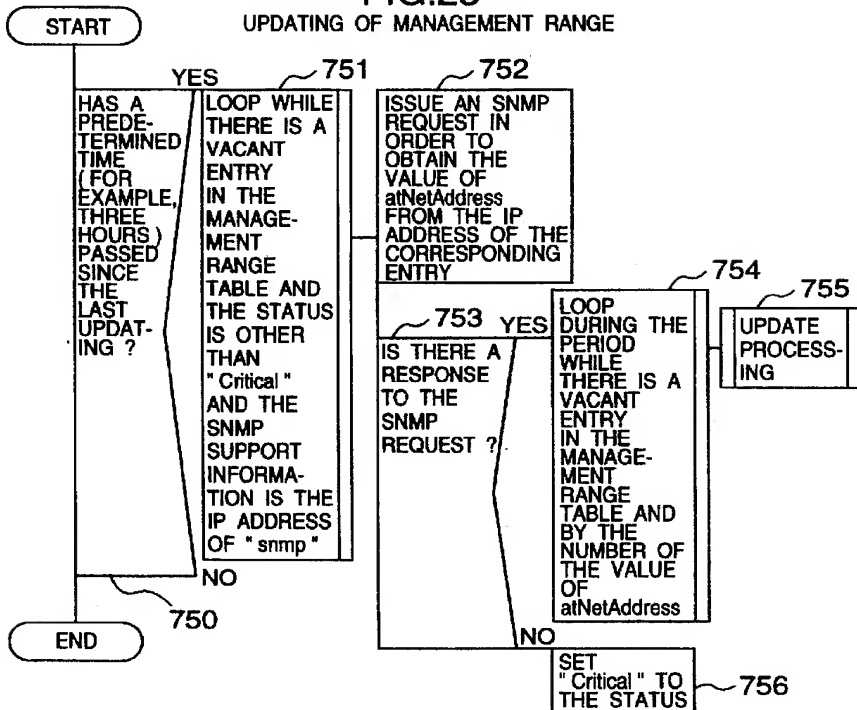 FIG.23
START
UPDATING OF MANAGEMENT RANGE
YES
751
752
HAS A
PREDE-
TERMINED
TIME
(FOR
EXAMPLE,
THREE
HOURS)
PASSED
SINCE
THE
LAST
UPDAT-
ING ?
LOOP WHILE
THERE IS A
VACANT
ENTRY
IN THE
MANAGE-
MENT
RANGE
TABLE AND
THE STATUS
IS OTHER
THAN
"Critical"
AND THE
SNMP
SUPPORT
INFORMA-
TION IS THE
IP ADDRESS
OF "snmp"
ISSUE AN SNMP
REQUEST IN
ORDER TO
OBTAIN THE
VALUE OF
atNetAddress
FROM THE IP
ADDRESS OF THE
CORRESPONDING
ENTRY
753
YES
IS THERE A
RESPONSE
TO THE
SNMP
REQUEST ?
754
LOOP
DURING THE
PERIOD
WHILE
THERE IS A
VACANT
ENTRY
IN THE
MANAGE-
MENT
RANGE
TABLE AND
BY THE
NUMBER OF
THE VALUE
OF
atNetAddress
755
UPDATE
PROCESS-
ING
NO
750
END
NO
SET
"Critical" TO
THE STATUS
756